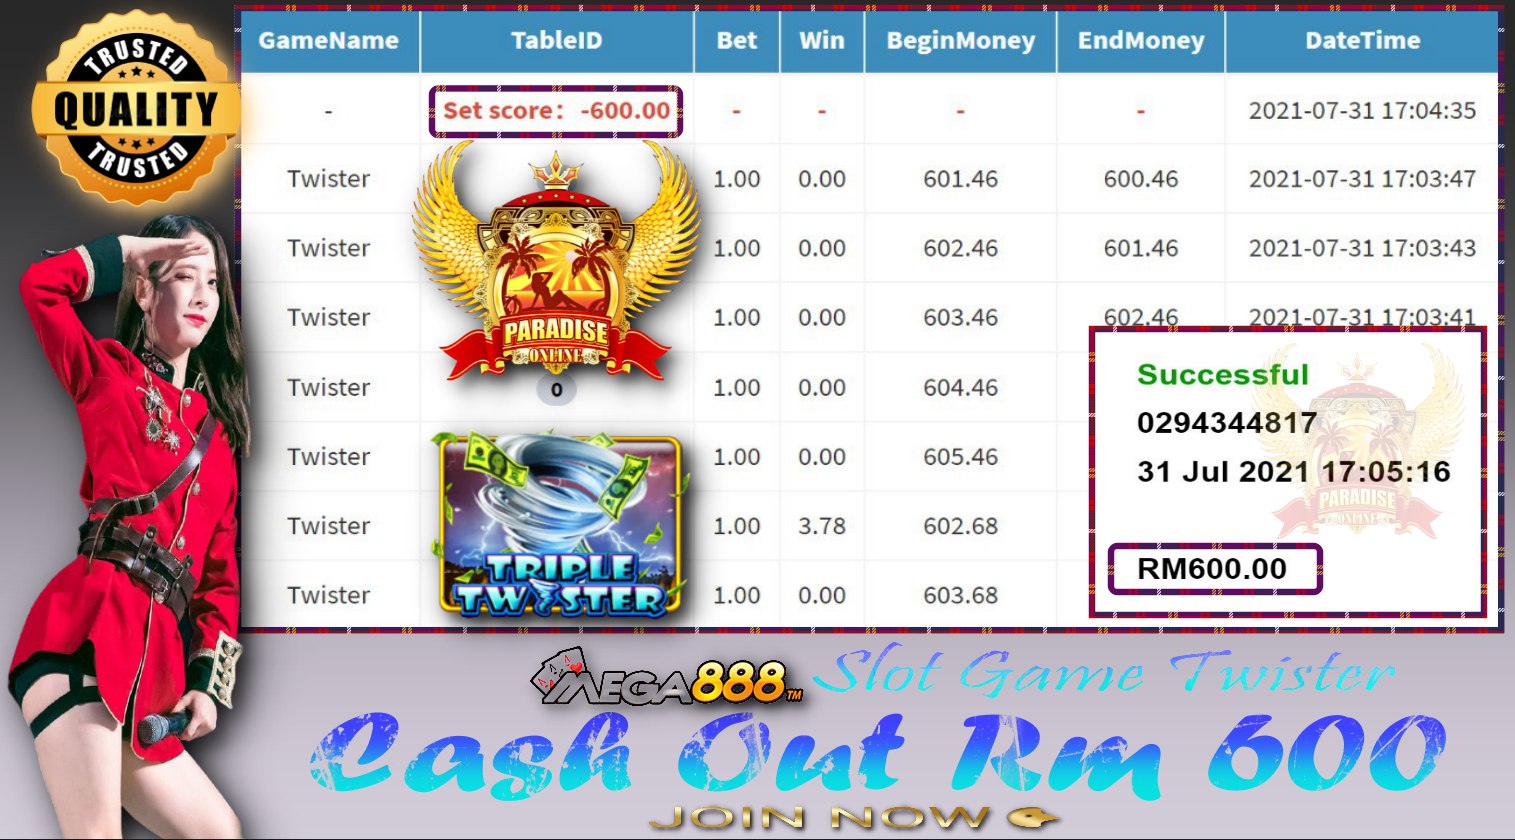 TRUSTED
QUALITY
TRUSTED
GameName TableID Bet Win BeginMoney EndMoney DateTime
- Set score: -600.00 - - - - 2021-07-31 17:04:35
Twister 1.00 0.00 601.46 600.46 2021-07-31 17:03:47
Twister 1.00 0.00 602.46 601.46 2021-07-31 17:03:43
Twister 1.00 0.00 603.46 602.46 2021-07-31 17:03:41
PARADISE
ONLINE
Twister 0 1.00 0.00 604.46
Twister 1.00 0.00 605.46
Twister 1.00 3.78 602.68
Twister 1.00 0.00 603.68
TRIPLE
TWISTER
Successful
0294344817
31 Jul 2021 17:05:16
PARADISE
ONLINE
RM600.00
MEGA888 TM Slot Game Twister
Cash Out Rm 600
JOIN NOW